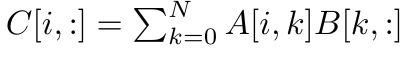 C[i,:] = \sum_{k=0}^{N} A[i,k]B[k,:]